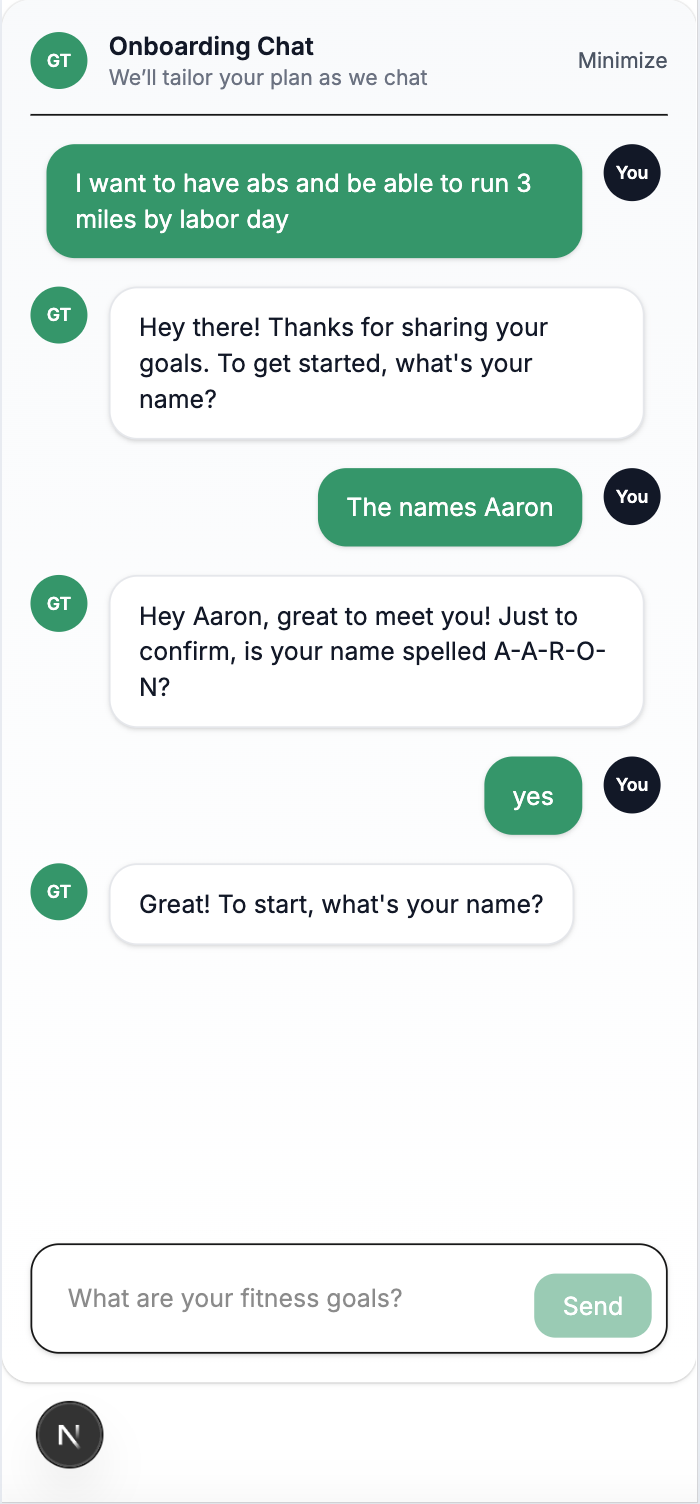 GT
Onboarding Chat
We’ll tailor your plan as we chat
Minimize
I want to have abs and be able to run 3
miles by labor day
You
GT
Hey there! Thanks for sharing your
goals. To get started, what's your
name?
The names Aaron
You
GT
Hey Aaron, great to meet you! Just to
confirm, is your name spelled A-A-R-O-
N?
yes
You
GT
Great! To start, what's your name?
What are your fitness goals?
Send
N